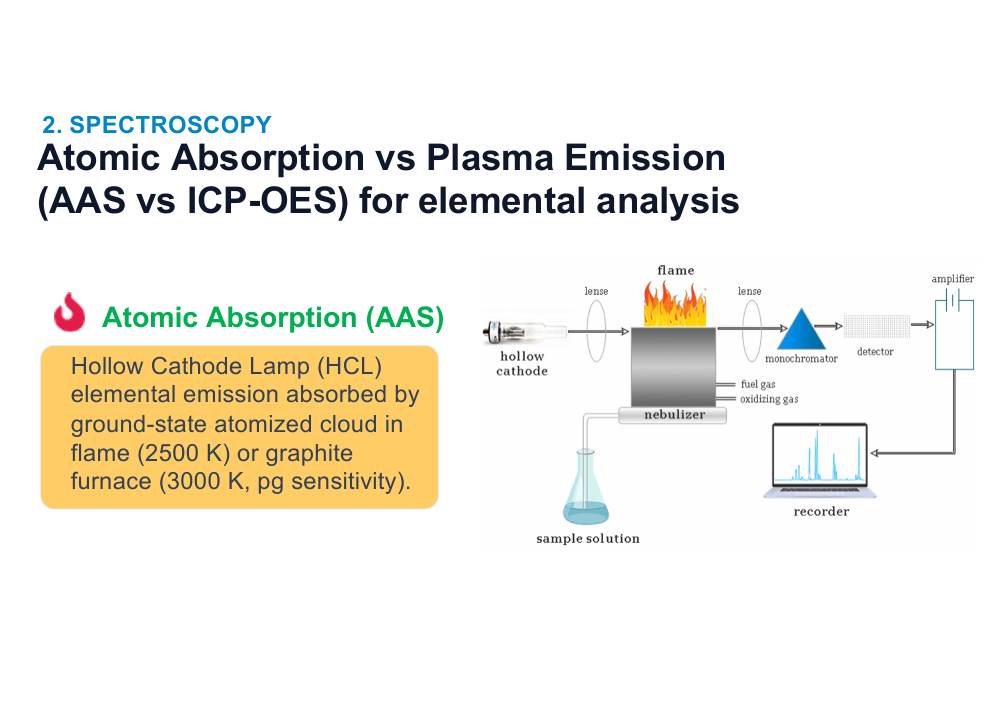 2. SPECTROSCOPY
Atomic Absorption vs Plasma Emission
(AAS vs ICP-OES) for elemental analysis
Atomic Absorption (AAS)
Hollow Cathode Lamp (HCL)
elemental emission absorbed by
ground-state atomized cloud in
flame (2500 K) or graphite
furnace (3000 K, pg sensitivity).
flame
lense
lense
amplifier
hollow
cathode
monochromator
detector
fuel gas
oxidizing gas
nebulizer
recorder
sample solution